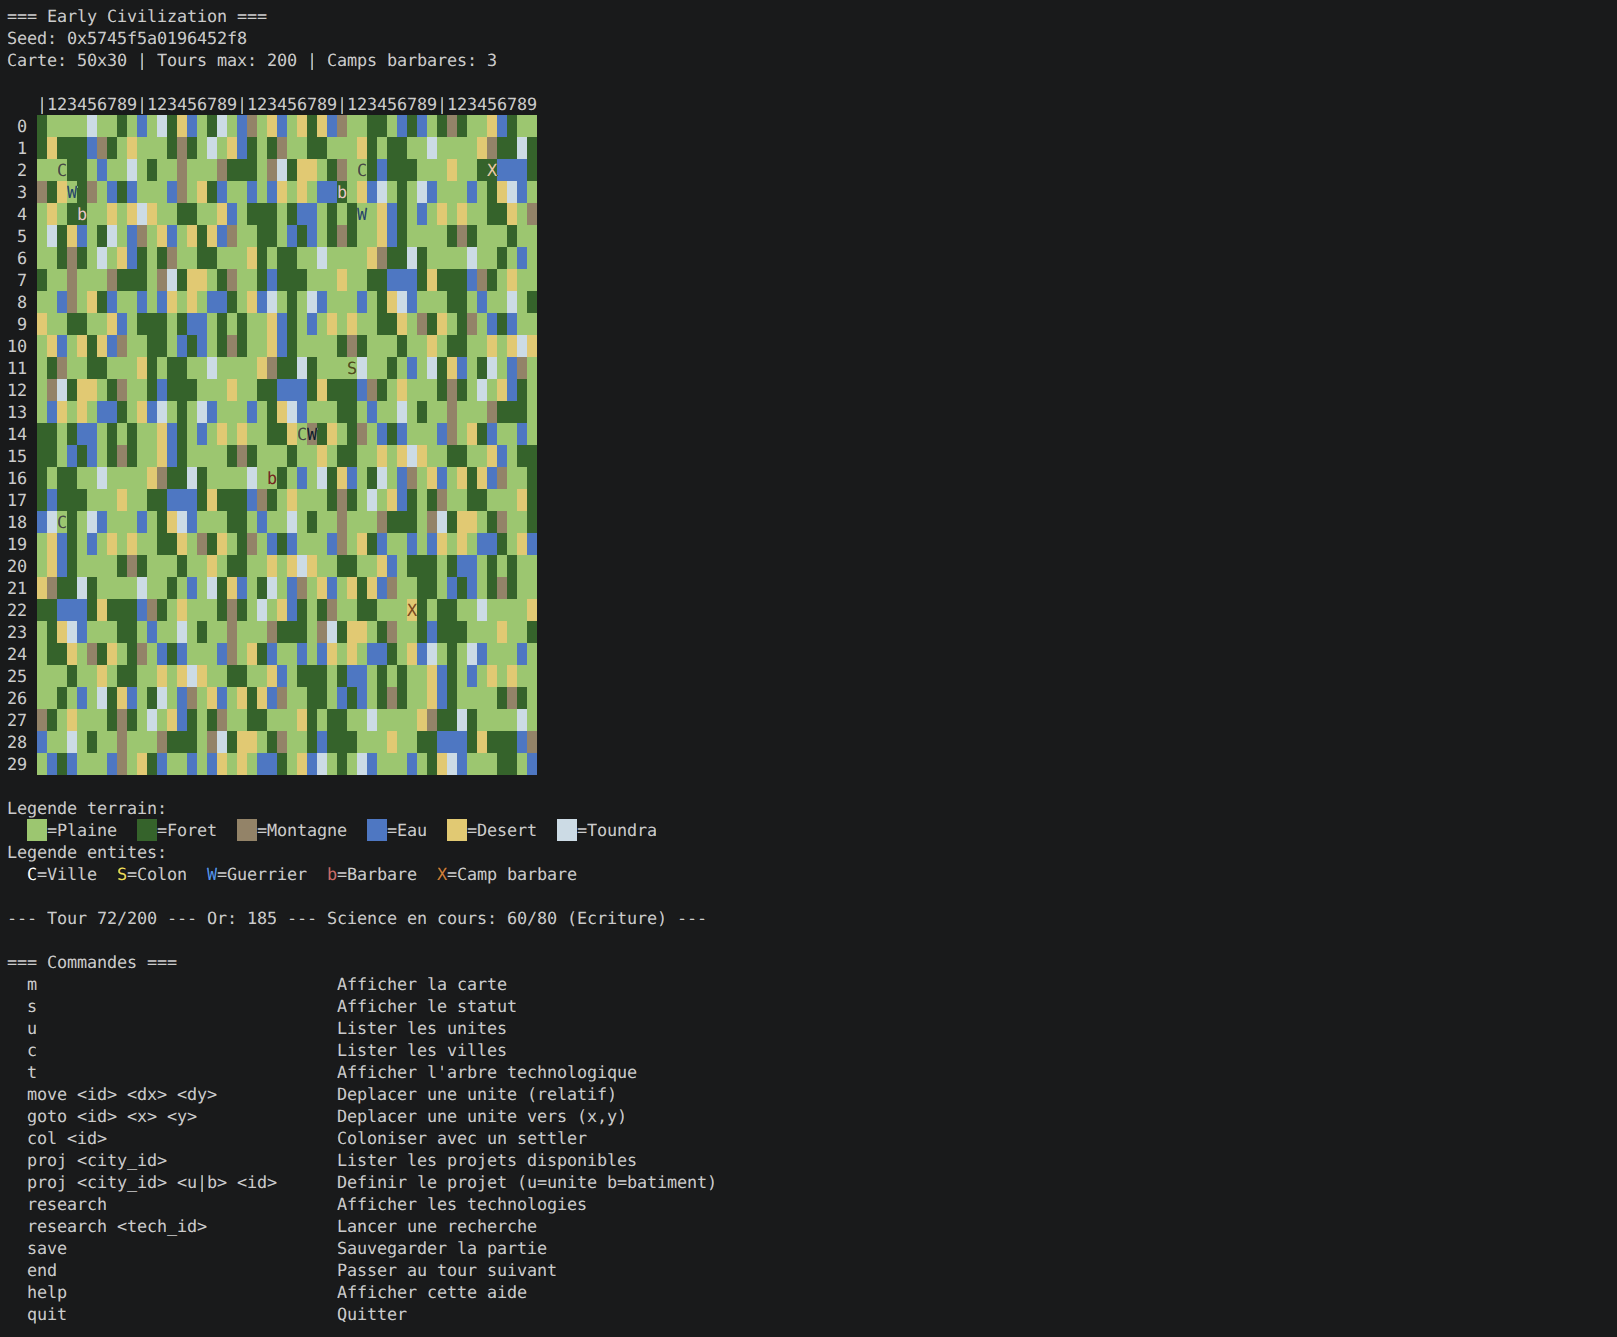 === Early Civilization ===
Seed: 0x5745f5a0196452f8
Carte: 50x30 | Tours max: 200 | Camps barbares: 3
|123456789|123456789|123456789|123456789|123456789
0
1
2 C C X
3 W b
4 b W
5
6
7
8
9
10
11 S
12
13
14 CW
15
16 b
17
18 C
19
20
21
22 X
23
24
25
26
27
28
29
Legende terrain:
=Plaine =Foret =Montagne =Eau =Desert =Toundra
Legende entites:
C=Ville S=Colon W=Guerrier b=Barbare X=Camp barbare
--- Tour 72/200 --- Or: 185 --- Science en cours: 60/80 (Ecriture) ---
=== Commandes ===
m Afficher la carte
s Afficher le statut
u Lister les unites
c Lister les villes
t Afficher l'arbre technologique
move <id> <dx> <dy> Deplacer une unite (relatif)
goto <id> <x> <y> Deplacer une unite vers (x,y)
col <id> Coloniser avec un settler
proj <city_id> Lister les projets disponibles
proj <city_id> <u|b> <id> Definir le projet (u=unite b=batiment)
research Afficher les technologies
research <tech_id> Lancer une recherche
save Sauvegarder la partie
end Passer au tour suivant
help Afficher cette aide
quit Quitter